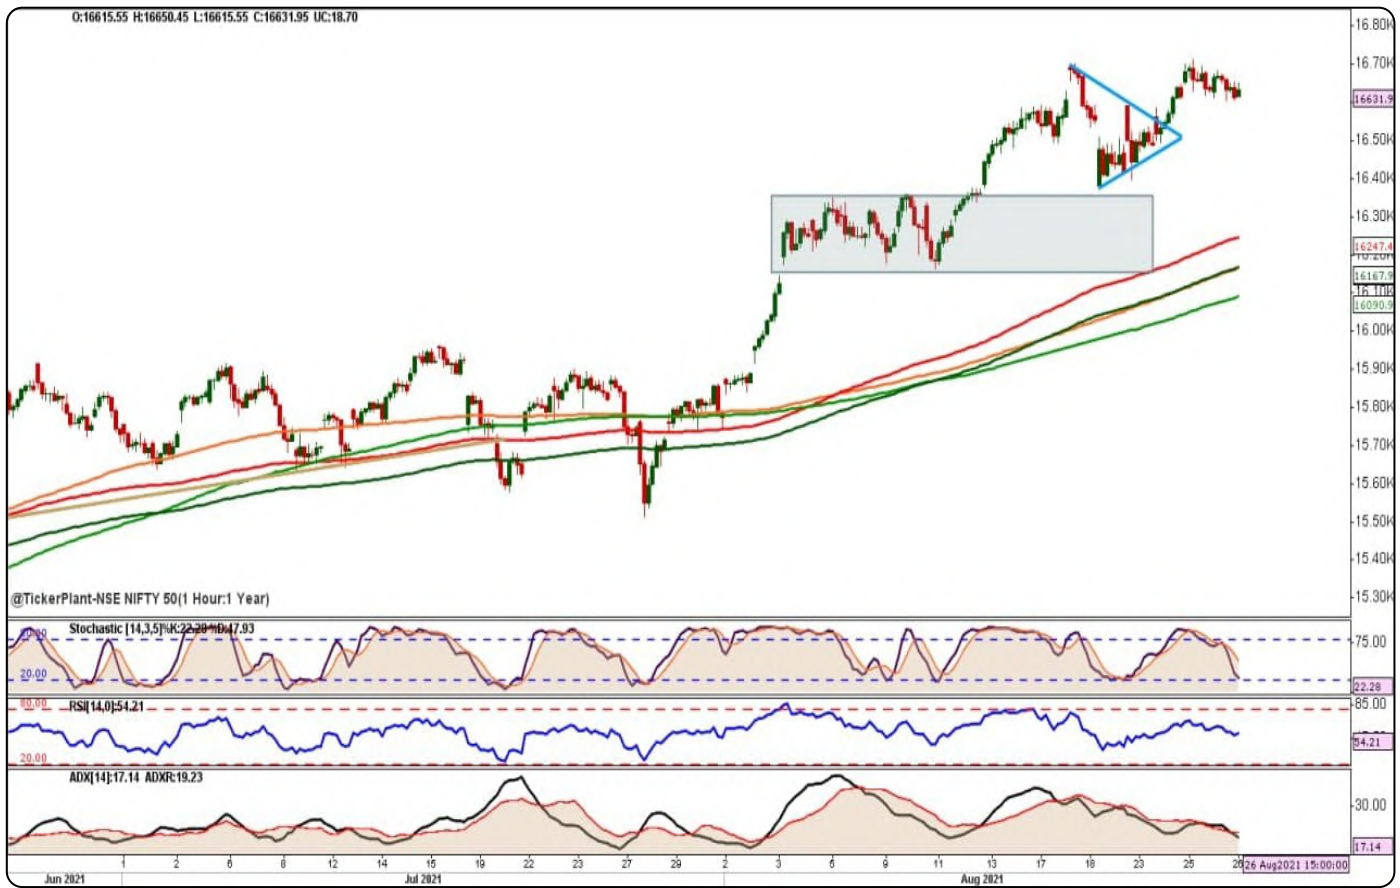 O:16615.55 H:16650.45 L:16615.55 C:16631.95 UC:18.70
16.80K
16.70K
16631.9
16.50K
16.40K
16.30K
16247.4
16167.9
16.10K
16090.9
16.00K
15.90K
15.80K
15.70K
15.60K
15.50K
15.40K
15.30K
@TickerPlant-NSE NIFTY 50(1 Hour:1 Year)
Stochastic [14,3,5]%K:22.28 %D:47.93
75.00
20.00
22.28
80.00 RSI[14,0]:54.21
85.00
54.21
20.00
ADX[14]:17.14 ADXR:19.23
30.00
17.14
1 2 6 8 12 14 15 19 22 23 27 29 2 3 5 9 11 13 17 18 23 25 26
26 Aug2021 15:00:00
Jun 2021 Jul 2021 Aug 2021